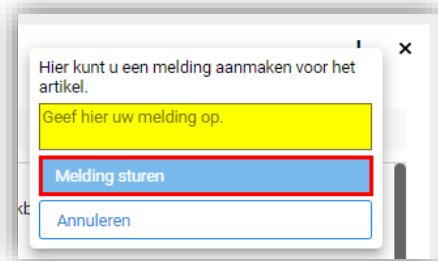 Hier kunt u een melding aanmaken voor het
artikel.
Geef hier uw melding op.
Melding sturen
Annuleren